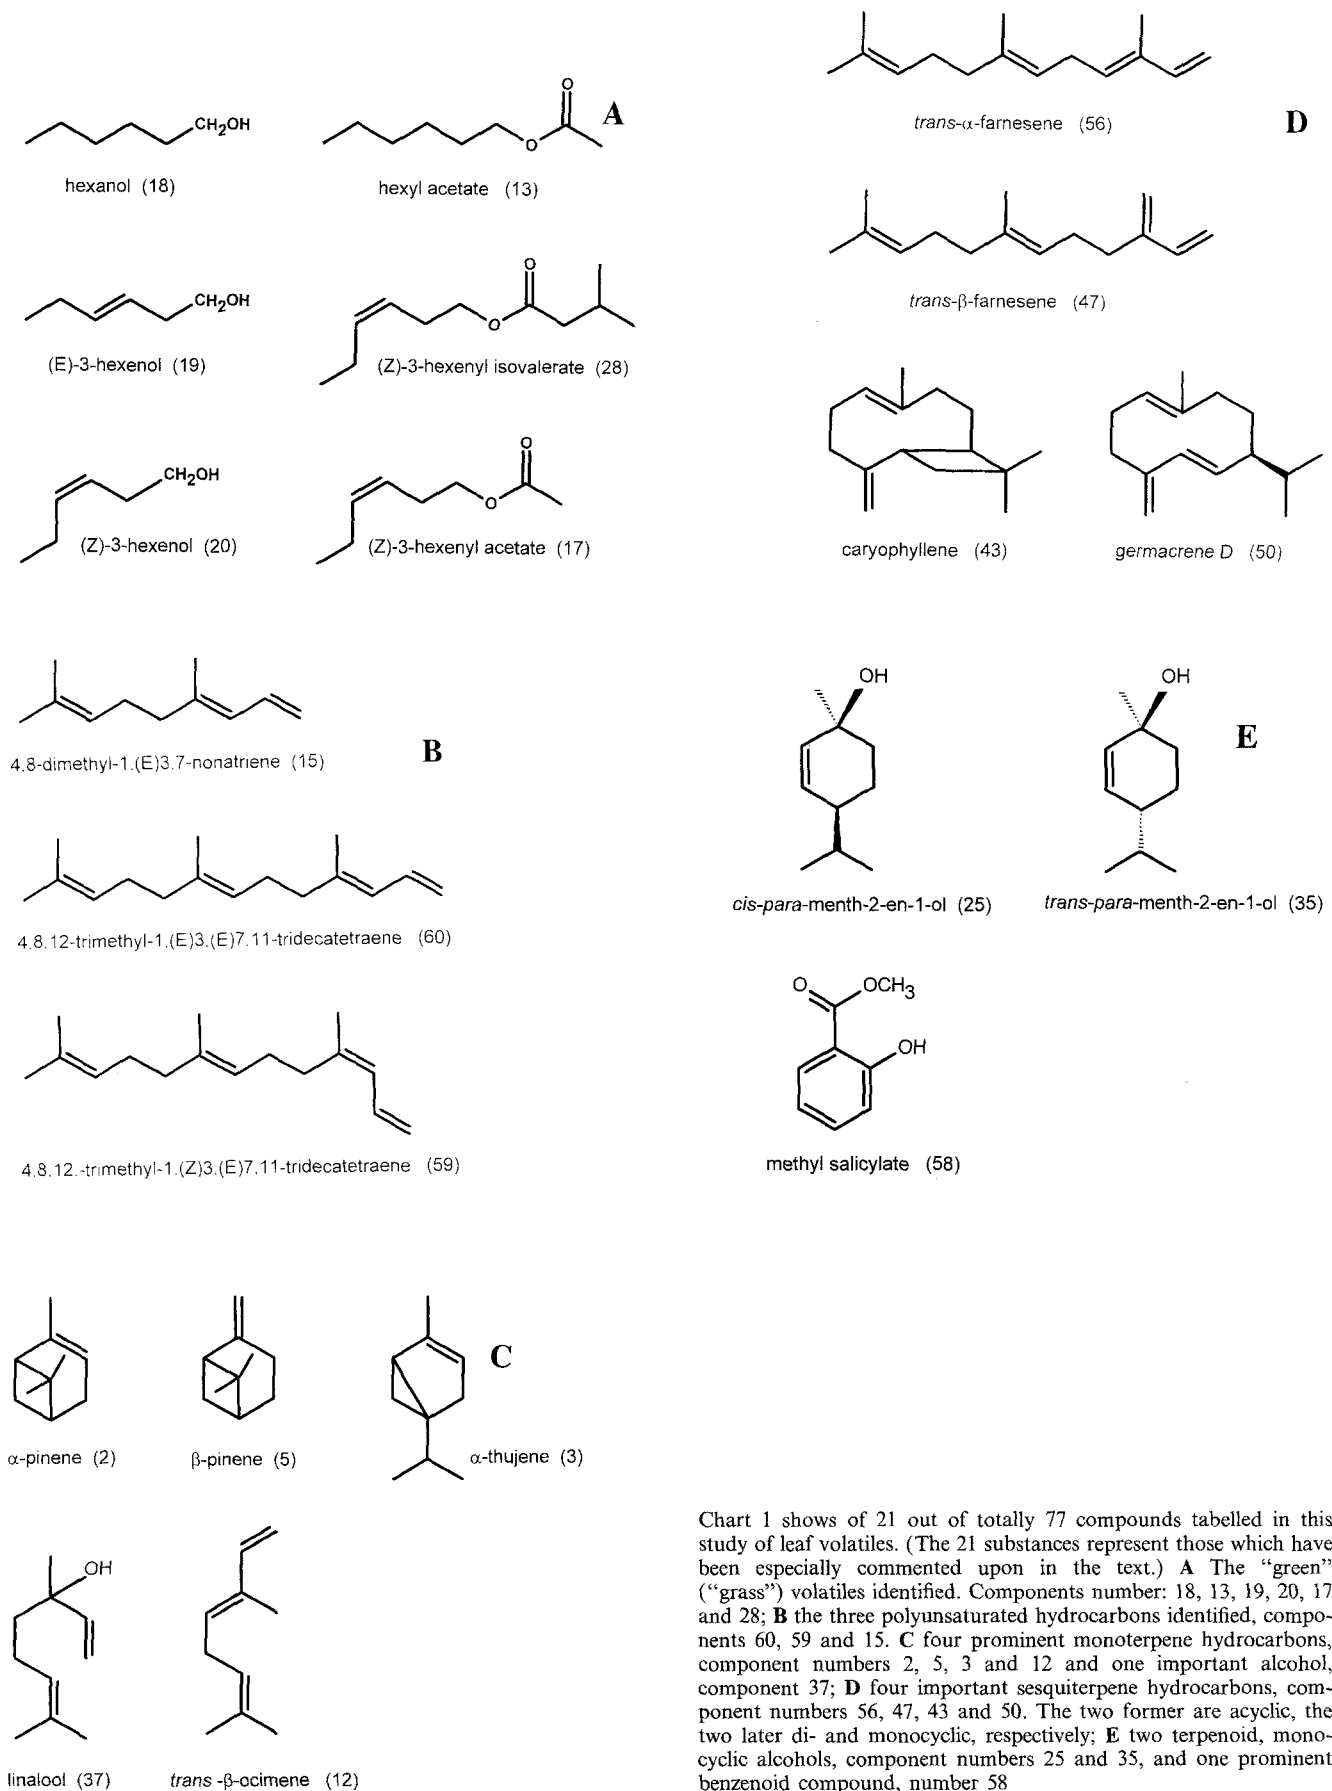 CH2OH
hexanol (18)
O
O
hexyl acetate (13)
A
CH2OH
(E)-3-hexenol (19)
O
O
(Z)-3-hexenyl isovalerate (28)
CH2OH
(Z)-3-hexenol (20)
O
O
(Z)-3-hexenyl acetate (17)
4.8-dimethyl-1.(E)3.7-nonatriene (15)
B
4.8.12-trimethyl-1.(E)3.(E)7.11-tridecatetraene (60)
4.8.12.-trimethyl-1.(Z)3.(E)7.11-tridecatetraene (59)
α-pinene (2)
β-pinene (5)
α-thujene (3)
C
OH
linalool (37)
trans -β-ocimene (12)
trans-α-farnesene (56)
D
trans-β-farnesene (47)
caryophyllene (43)
germacrene D (50)
OH
cis-para-menth-2-en-1-ol (25)
OH
trans-para-menth-2-en-1-ol (35)
E
O
OCH3
OH
methyl salicylate (58)
Chart 1 shows of 21 out of totally 77 compounds tabelled in this
study of leaf volatiles. (The 21 substances represent those which have
been especially commented upon in the text.) A The “green”
(“grass”) volatiles identified. Components number: 18, 13, 19, 20, 17
and 28; B the three polyunsaturated hydrocarbons identified, compo-
nents 60, 59 and 15. C four prominent monoterpene hydrocarbons,
component numbers 2, 5, 3 and 12 and one important alcohol,
component 37; D four important sesquiterpene hydrocarbons, com-
ponent numbers 56, 47, 43 and 50. The two former are acyclic, the
two later di- and monocyclic, respectively; E two terpenoid, mono-
cyclic alcohols, component numbers 25 and 35, and one prominent
benzenoid compound, number 58